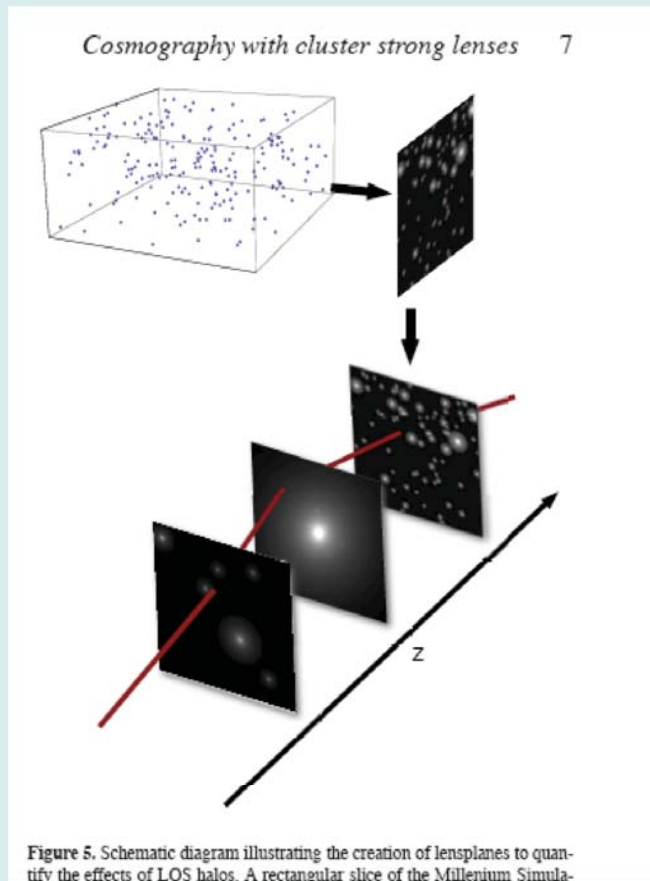 Cosmography with cluster strong lenses 7
z
Figure 5. Schematic diagram illustrating the creation of lensplanes to quan-
tify the effects of LOS halos. A rectangular slice of the Millenium Simula-